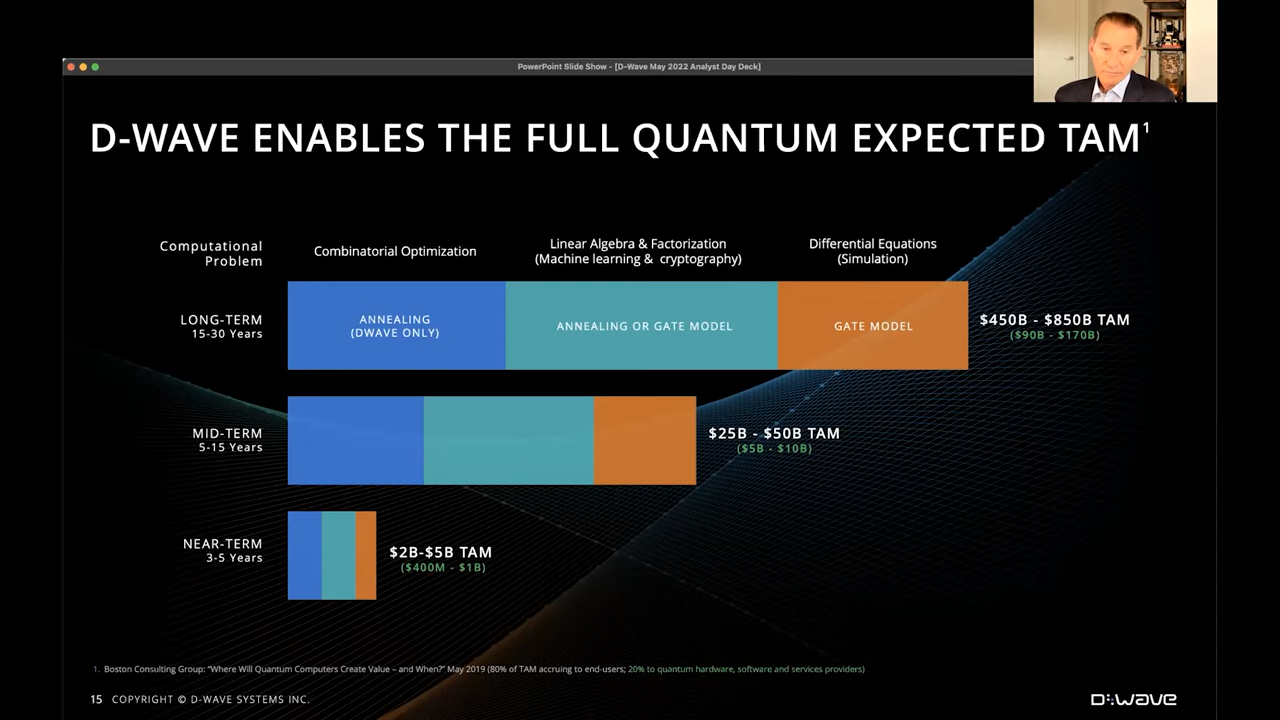 PowerPoint Slide Show - [D-Wave May 2022 Analyst Day Deck]
D-WAVE ENABLES THE FULL QUANTUM EXPECTED TAM1
Computational
Problem
Combinatorial Optimization
Linear Algebra & Factorization
(Machine learning & cryptography)
Differential Equations
(Simulation)
LONG-TERM
15-30 Years
ANNEALING
(DWAVE ONLY)
ANNEALING OR GATE MODEL
GATE MODEL
$450B - $850B TAM
($90B - $170B)
MID-TERM
5-15 Years
$25B - $50B TAM
($5B - $10B)
NEAR-TERM
3-5 Years
$2B-$5B TAM
($400M - $1B)
1. Boston Consulting Group: "Where Will Quantum Computers Create Value – and When?" May 2019 (80% of TAM accruing to end-users; 20% to quantum hardware, software and services providers)
15 COPYRIGHT © D-WAVE SYSTEMS INC.
D:wave